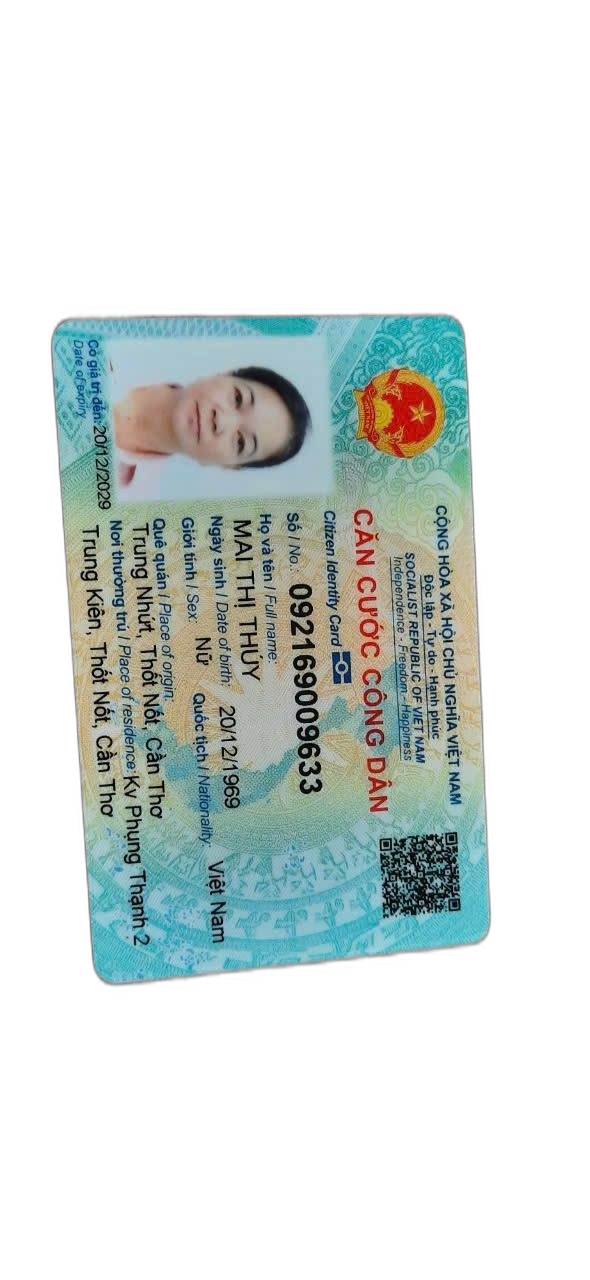 CỘNG HÒA XÃ HỘI CHỦ NGHĨA VIỆT NAM
Độc lập - Tự do - Hạnh phúc
SOCIALIST REPUBLIC OF VIET NAM
Independence - Freedom - Happiness
CĂN CƯỚC CÔNG DÂN
Citizen Identity Card
Số / No.: 092169009633
Họ và tên / Full name:
MAI THỊ THÚY
Ngày sinh / Date of birth: 20/12/1969
Giới tính / Sex: Nữ Quốc tịch / Nationality: Việt Nam
Quê quán / Place of origin:
Trung Nhứt, Thốt Nốt, Cần Thơ
Nơi thường trú / Place of residence: Kv Phụng Thạnh 2
Trung Kiên, Thốt Nốt, Cần Thơ
Có giá trị đến: 20/12/2029
Date of expiry